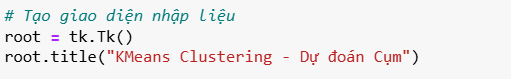 # Tạo giao diện nhập liệu
root = tk.Tk()
root.title("KMeans Clustering - Dự đoán Cụm")